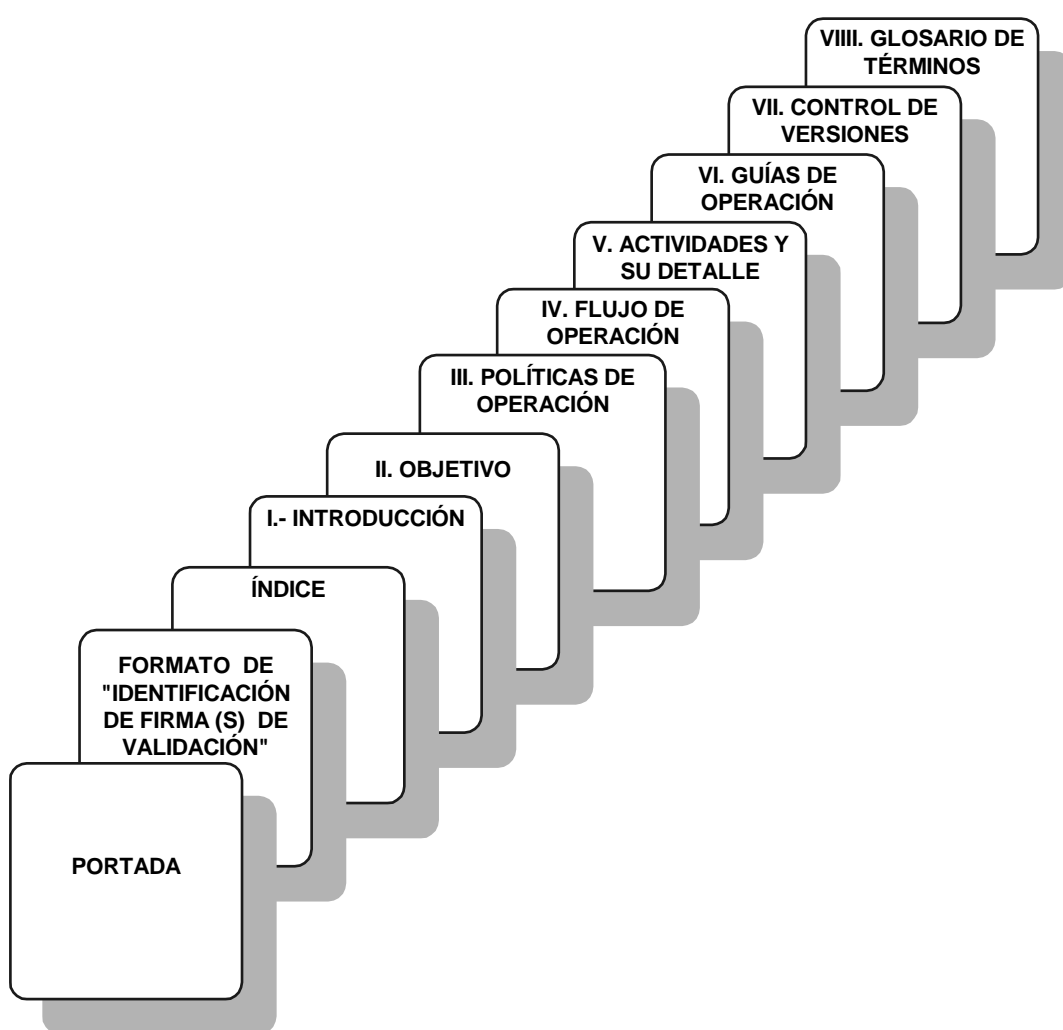 VIIII. GLOSARIO DE
TÉRMINOS
VII. CONTROL DE
VERSIONES
VI. GUÍAS DE
OPERACIÓN
V. ACTIVIDADES Y
SU DETALLE
IV. FLUJO DE
OPERACIÓN
III. POLÍTICAS DE
OPERACIÓN
II. OBJETIVO
I.- INTRODUCCIÓN
ÍNDICE
FORMATO DE
"IDENTIFICACIÓN
DE FIRMA (S) DE
VALIDACIÓN"
PORTADA